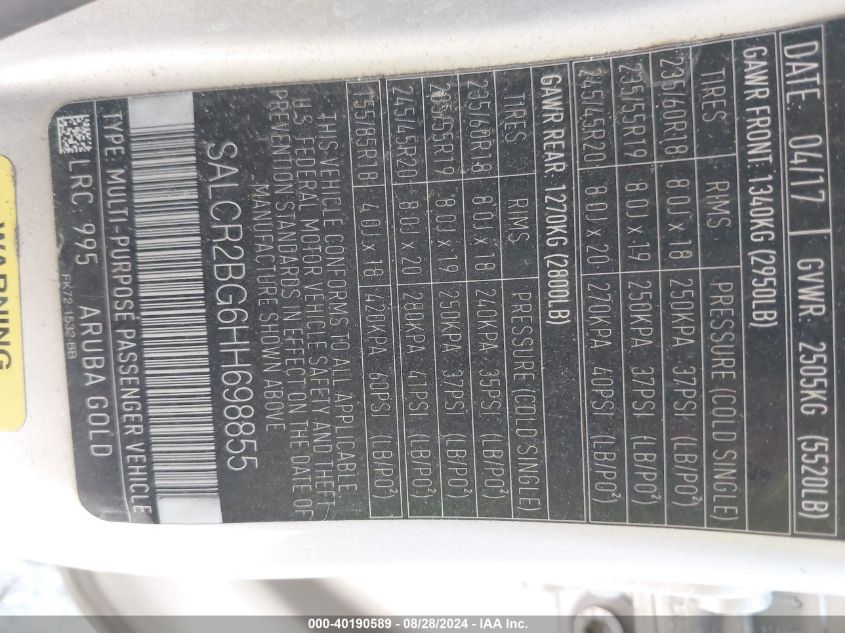 DATE: 04/17 GVWR: 2505KG (5520LB)
GAWR FRONT: 1340KG (2950LB)
TIRES RIMS PRESSURE (COLD SINGLE)
235/60R18 8.0J x 18 250KPA 37PSI (LB/PO²)
235/55R19 8.0J x 19 250KPA 37PSI (LB/PO²)
245/45R20 8.0J x 20 270KPA 40PSI (LB/PO²)
GAWR REAR 1220KG (2800LB)
TIRES RIMS PRESSURE (COLD SINGLE)
235/60R18 8.0J x 18 240KPA 35PSI (LB/PO²)
235/55R19 8.0J x 19 250KPA 37PSI (LB/PO²)
245/45R20 8.0J x 20 280KPA 41PSI (LB/PO²)
155/85R18 4.0J x 18 420KPA 60PSI (LB/PO²)
THIS VEHICLE CONFORMS TO ALL APPLICABLE
U.S. FEDERAL MOTOR VEHICLE SAFETY AND THEFT
PREVENTION STANDARDS IN EFFECT ON THE DATE OF
MANUFACTURE SHOWN ABOVE
SALCR2BG6HH698855
TYPE: MULTI-PURPOSE PASSENGER VEHICLE
LRC 995 ARUBA GOLD
FK72-1532-BB
WARNING
000-40190589 - 08/28/2024 - IAA Inc.